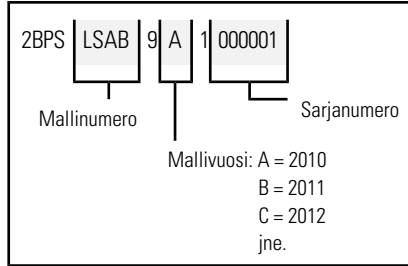 2BPS LSAB 9 A 1 000001
Mallinumero
Sarjanumero
Mallivuosi: A = 2010
B = 2011
C = 2012
jne.